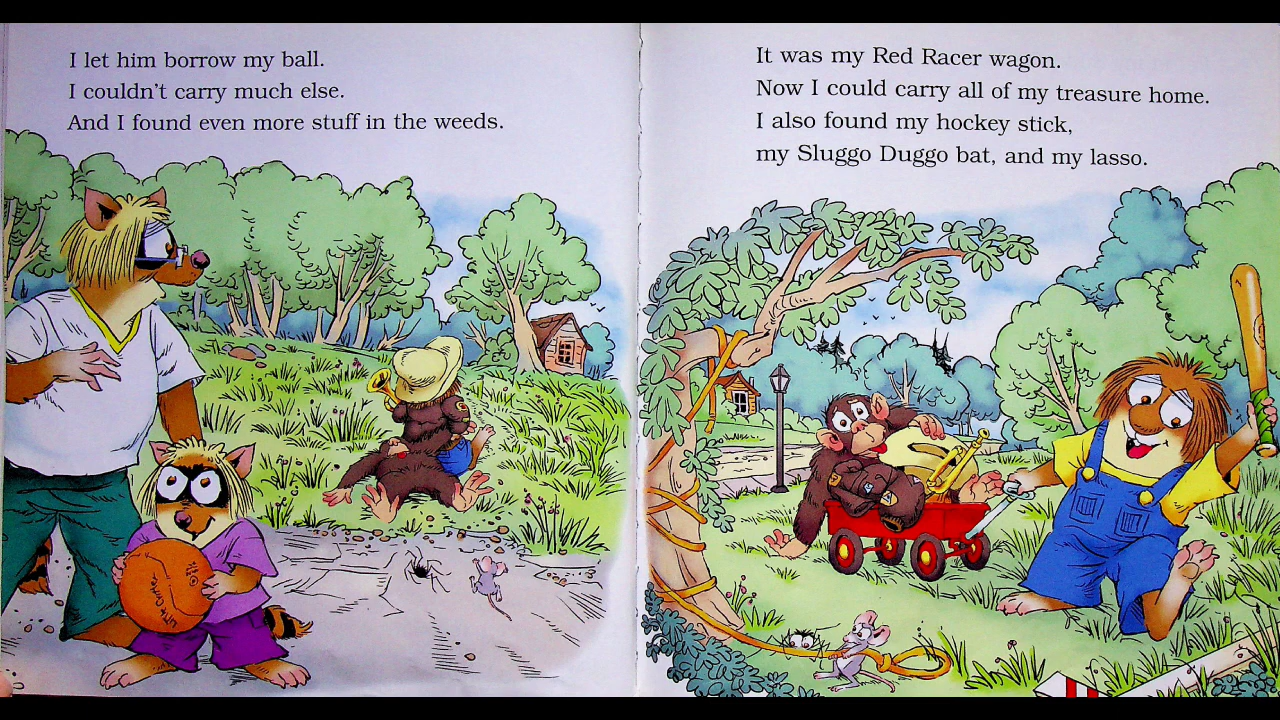 I let him borrow my ball.
I couldn't carry much else.
And I found even more stuff in the weeds.
Little Critter
It was my Red Racer wagon.
Now I could carry all of my treasure home.
I also found my hockey stick,
my Sluggo Duggo bat, and my lasso.